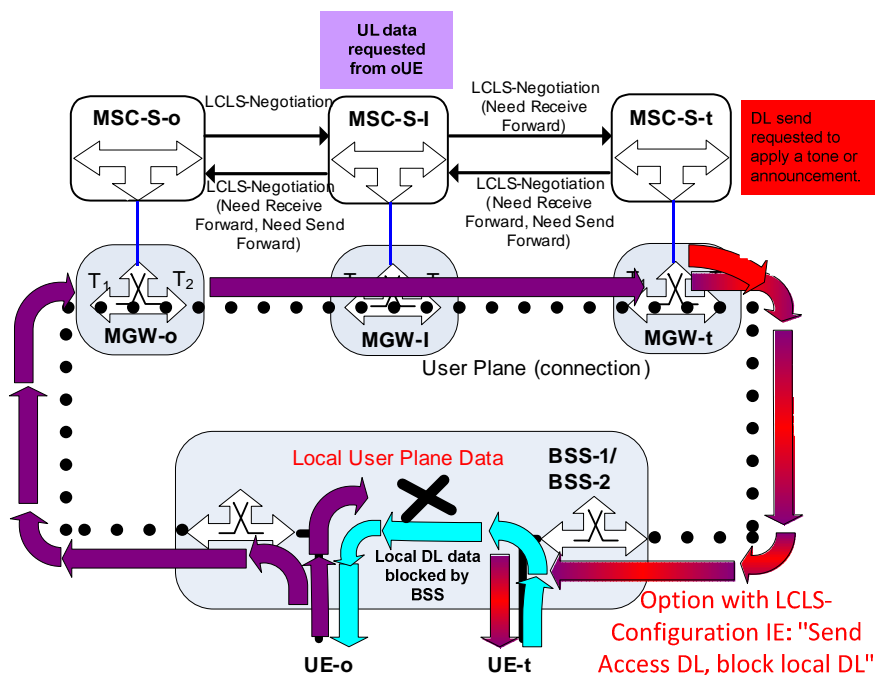 UL data
requested
from oUE
LCLS-Negotiation
LCLS-Negotiation
(Need Receive
Forward)
MSC-S-o
MSC-S-I
MSC-S-t
DL send
requested to
apply a tone or
announcement.
LCLS-Negotiation
(Need Receive
Forward, Need Send
Forward)
LCLS-Negotiation
(Need Receive
Forward, Need Send
Forward)
T1
T2
MGW-o
MGW-I
MGW-t
User Plane (connection)
Local User Plane Data
BSS-1/
BSS-2
Local DL data
blocked by
BSS
Option with LCLS-
Configuration IE: "Send
Access DL, block local DL"
UE-o
UE-t